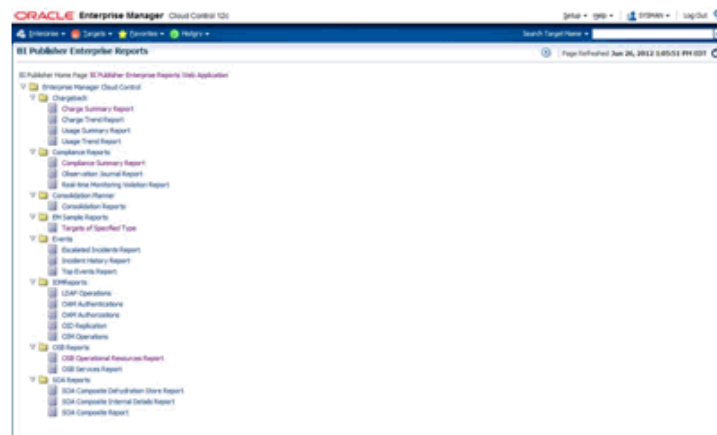 ORACLE Enterprise Manager Cloud Control 12c Setup Help SYSMAN Log Out
Enterprise Targets Favorites History Search Target Name
BI Publisher Enterprise Reports Page Refreshed Jun 26, 2012 3:05:51 PM EDT
BI Publisher Home Page BI Publisher Enterprise Reports Web Application
Enterprise Manager Cloud Control
Chargeback
Charge Summary Report
Charge Trend Report
Usage Summary Report
Usage Trend Report
Compliance Reports
Compliance Summary Report
Observation Journal Report
Real-time Monitoring Violation Report
Consolidation Planner
Consolidation Reports
EM Sample Reports
Targets of Specified Type
Events
Escalated Incidents Report
Incident History Report
Top Events Report
IDMReports
LDAP Operations
OAM Authentications
OAM Authorizations
OID Replication
OIM Operations
OSB Reports
OSB Operational Resources Report
OSB Services Report
SOA Reports
SOA Composite Dehydration Store Report
SOA Composite Internal Details Report
SOA Composite Report